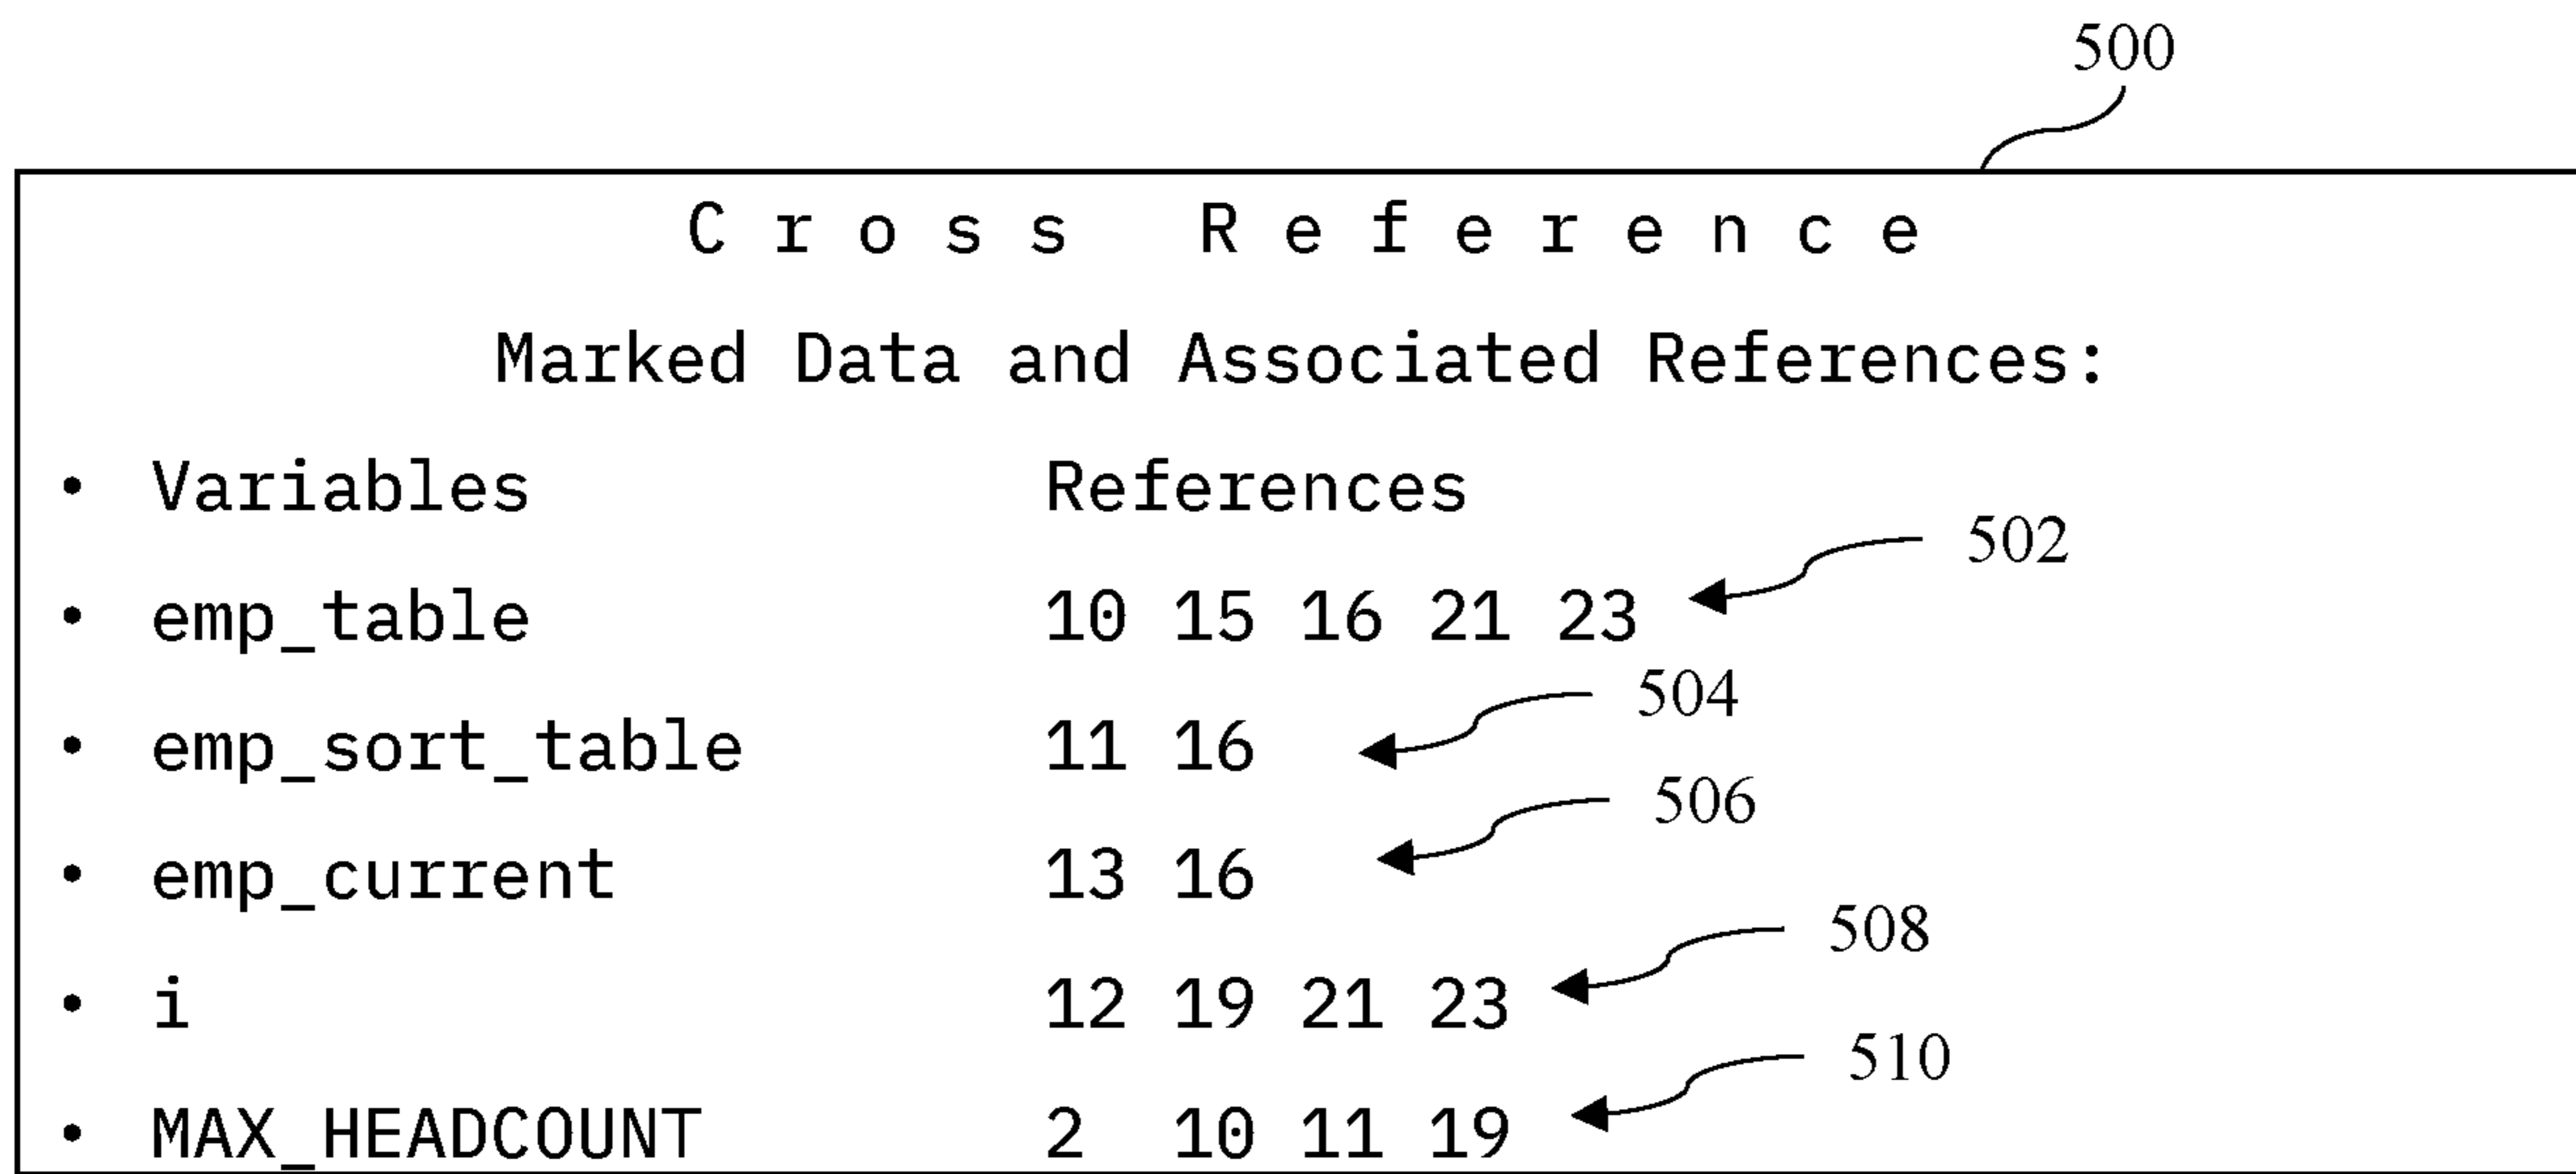 500
C r o s s  R e f e r e n c e
Marked Data and Associated References:
• Variables References
502
• emp_table 10 15 16 21 23
504
• emp_sort_table 11 16
506
• emp_current 13 16
508
• i 12 19 21 23
510
• MAX_HEADCOUNT 2 10 11 19